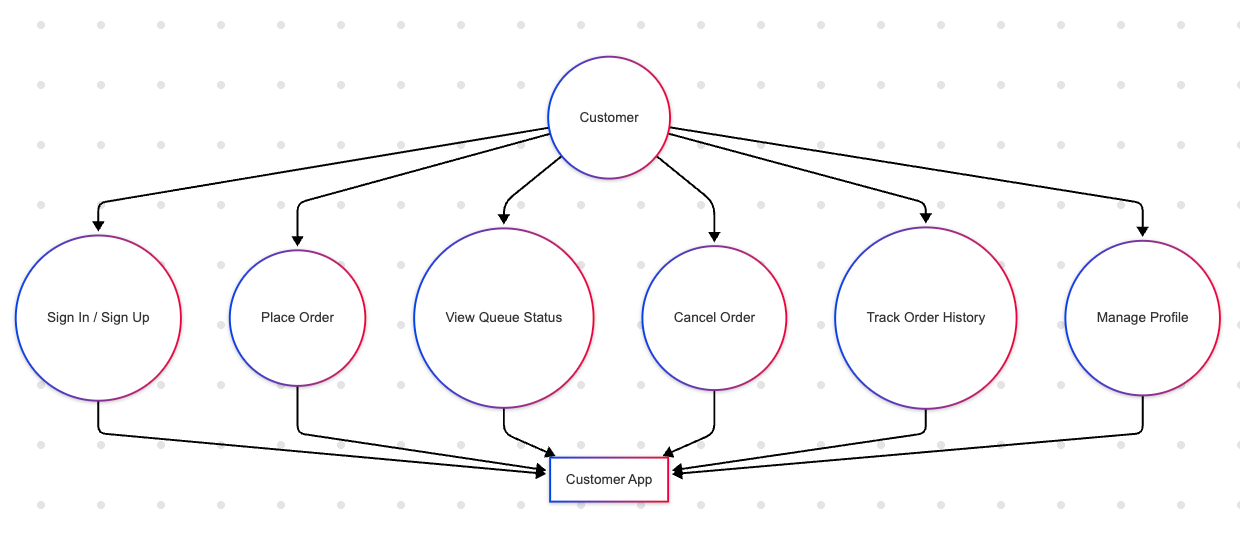 Customer
Sign In / Sign Up
Place Order
View Queue Status
Cancel Order
Track Order History
Manage Profile
Customer App